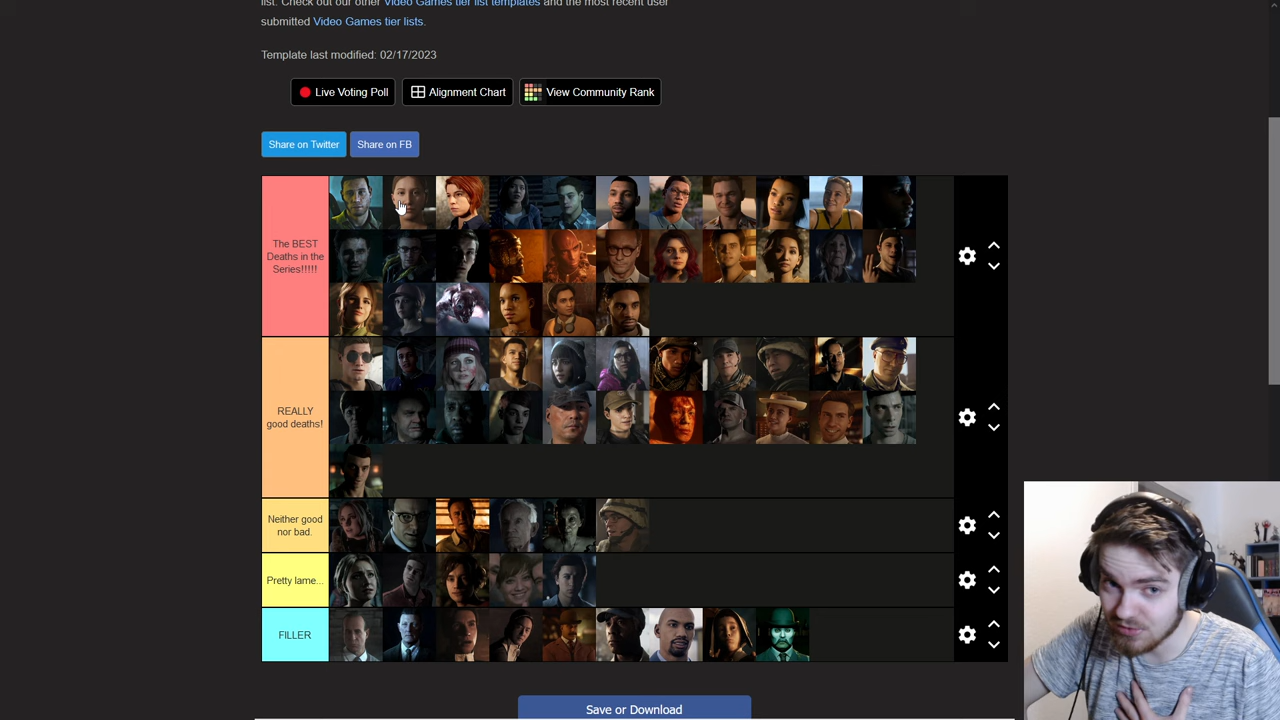 list. Check out our other Video Games tier list templates and the most recent user
submitted Video Games tier lists.
Template last modified: 02/17/2023
Live Voting Poll
Alignment Chart
View Community Rank
Share on Twitter
Share on FB
The BEST
Deaths in the
Series!!!!!
REALLY
good deaths!
Neither good
nor bad.
Pretty lame...
FILLER
Save or Download